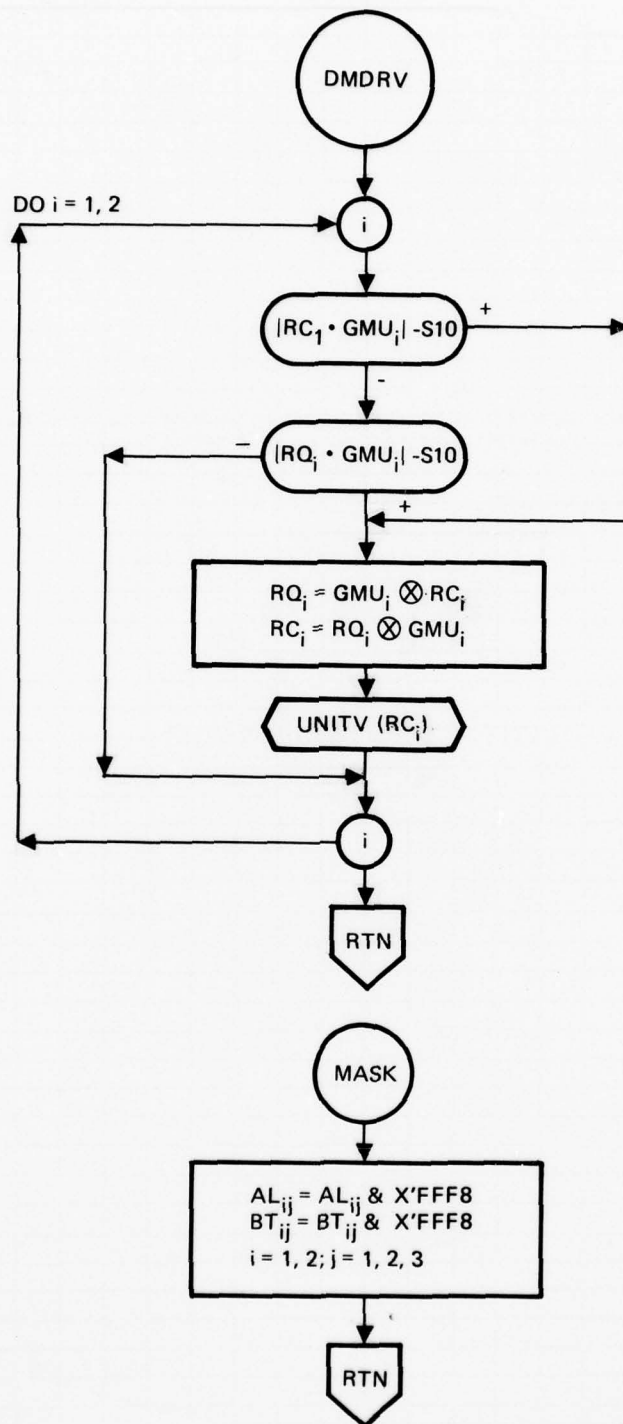 DMDRV
DO i = 1, 2
i
|RC₁ • GMUᵢ| -S10
+
-
|RQᵢ • GMUᵢ| -S10
−
+
RQᵢ = GMUᵢ ⊗ RCᵢ
RCᵢ = RQᵢ ⊗ GMUᵢ
UNITV (RCᵢ)
i
RTN
MASK
ALᵢⱼ = ALᵢⱼ & X'FFF8
BTᵢⱼ = BTᵢⱼ & X'FFF8
i = 1, 2; j = 1, 2, 3
RTN